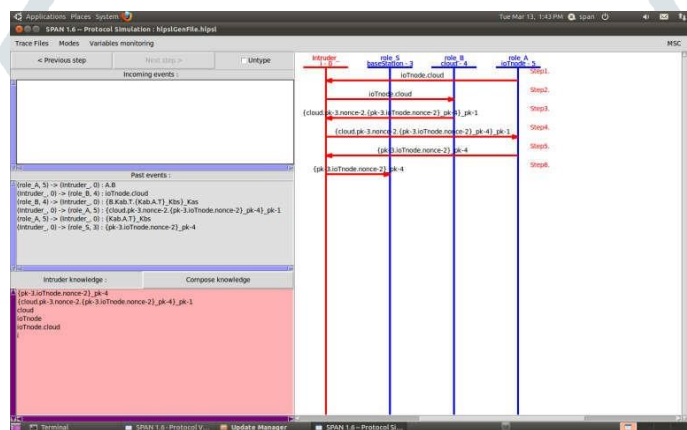 Applications Places System
Tue Mar 13, 1:43 PM span
SPAN 1.6 - Protocol Simulation : hlpslGenFile.hlpsl
Trace Files Modes Variables monitoring MSC
< Previous step Next step > Untype
Incoming events :
Past events :
(role_A, 5) -> (Intruder_, 0) : A.B
(Intruder_, 0) -> (role_B, 4) : ioTnode.cloud
(role_B, 4) -> (Intruder_, 0) : {B.Kab.T.{Kab.A.T}_Kbs}_Kas
(Intruder_, 0) -> (role_A, 5) : {cloud.pk-3.nonce-2.{pk-3.ioTnode.nonce-2}_pk-4}_pk-1
(role_A, 5) -> (Intruder_, 0) : {Kab.A.T}_Kbs
(Intruder_, 0) -> (role_S, 3) : {pk-3.ioTnode.nonce-2}_pk-4
Intruder knowledge : Compose knowledge
{pk-3.ioTnode.nonce-2}_pk-4
{cloud.pk-3.nonce-2.{pk-3.ioTnode.nonce-2}_pk-4}_pk-1
cloud
ioTnode
ioTnode.cloud
i
Intruder_ role_S role_B role_A
i - 0 baseStation - 3 cloud - 4 ioTnode - 5
Step1.
ioTnode.cloud
Step2.
ioTnode.cloud
Step3.
{cloud.pk-3.nonce-2.{pk-3.ioTnode.nonce-2}_pk-4}_pk-1
Step4.
{cloud.pk-3.nonce-2.{pk-3.ioTnode.nonce-2}_pk-4}_pk-1
Step5.
{pk-3.ioTnode.nonce-2}_pk-4
Step6.
{pk-3.ioTnode.nonce-2}_pk-4
Terminal SPAN 1.6 - Protocol V... Update Manager SPAN 1.6 - Protocol Si...